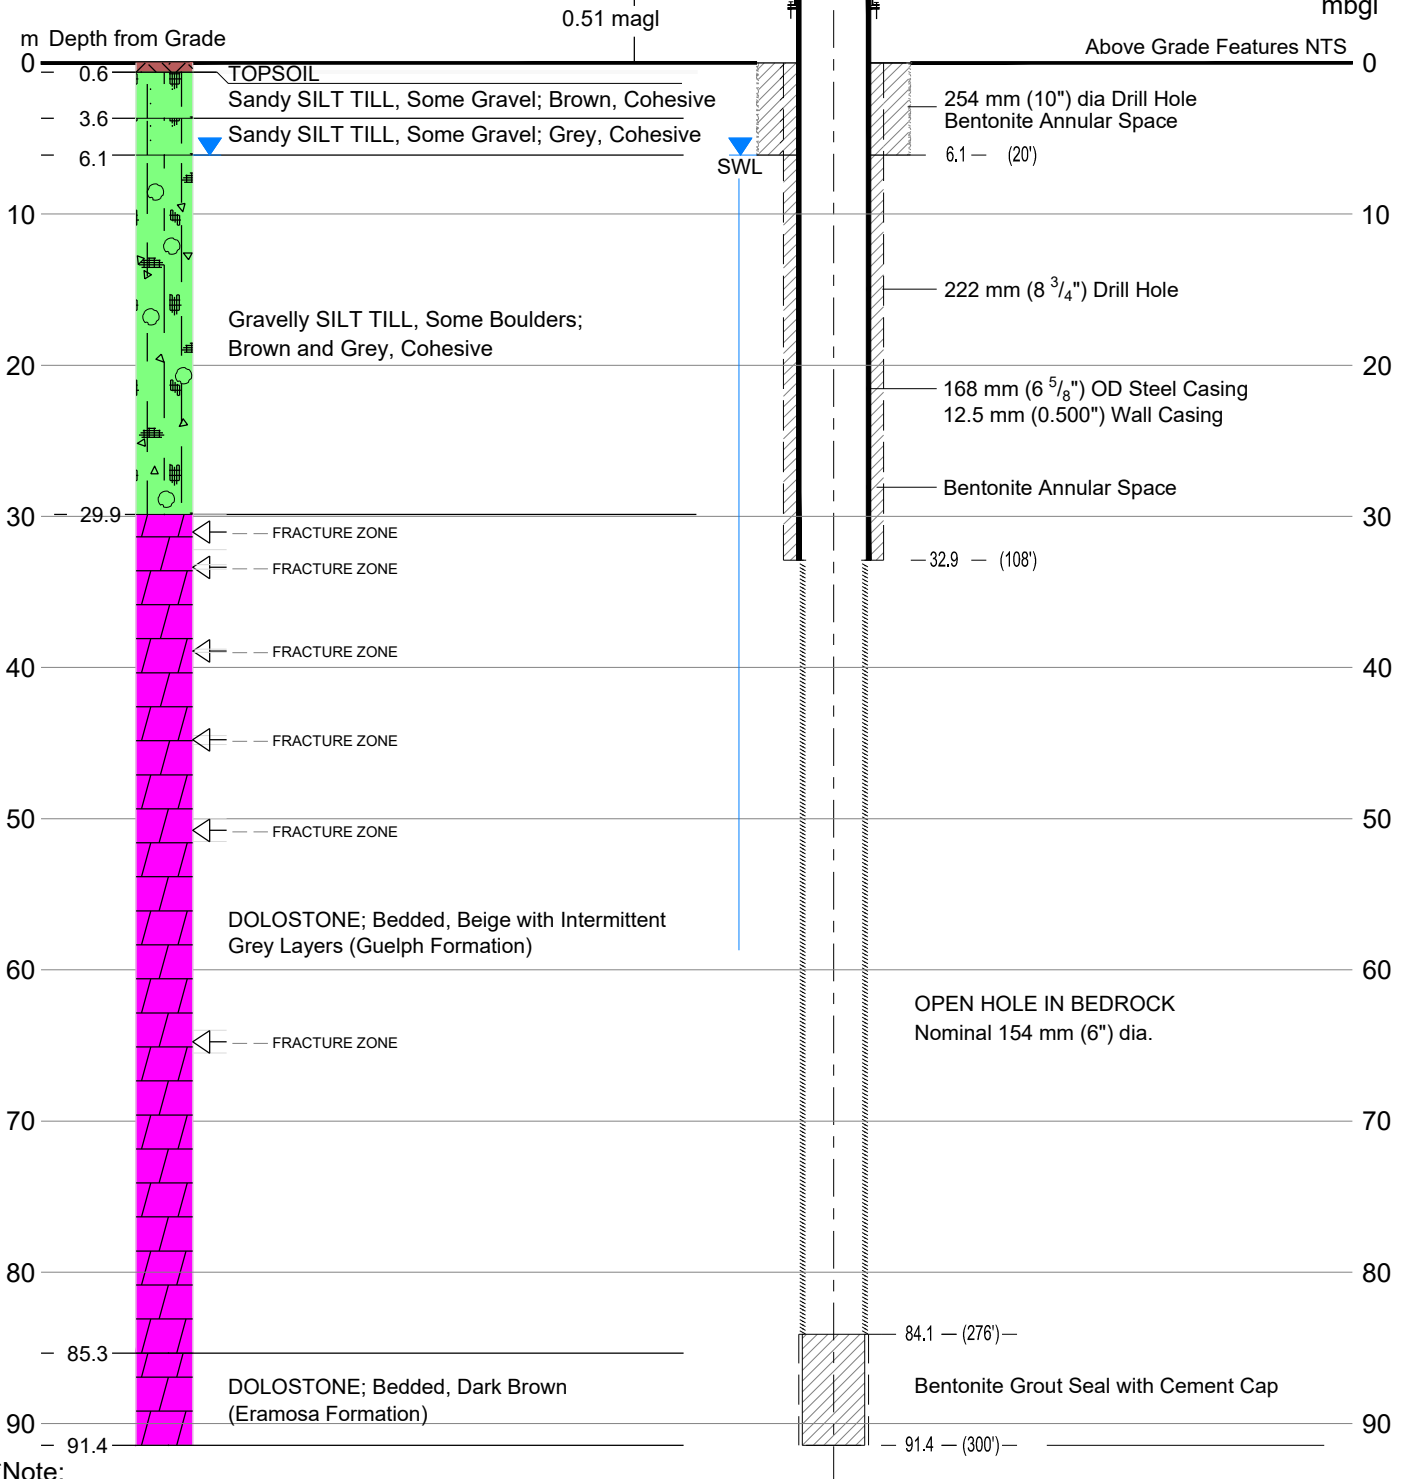 mbgl
0.51 magl
m Depth from Grade
Above Grade Features NTS
0
0
0.6
TOPSOIL
Sandy SILT TILL, Some Gravel; Brown, Cohesive
254 mm (10") dia Drill Hole
Bentonite Annular Space
3.6
Sandy SILT TILL, Some Gravel; Grey, Cohesive
6.1
SWL
6.1 — (20')
10
10
222 mm (8 3/4") Drill Hole
Gravelly SILT TILL, Some Boulders;
Brown and Grey, Cohesive
20
20
168 mm (6 5/8") OD Steel Casing
12.5 mm (0.500") Wall Casing
Bentonite Annular Space
29.9
30
30
FRACTURE ZONE
32.9 — (108')
FRACTURE ZONE
FRACTURE ZONE
40
40
FRACTURE ZONE
50
50
FRACTURE ZONE
DOLOSTONE; Bedded, Beige with Intermittent
Grey Layers (Guelph Formation)
60
60
OPEN HOLE IN BEDROCK
Nominal 154 mm (6") dia.
FRACTURE ZONE
70
70
80
80
84.1 — (276')
85.3
DOLOSTONE; Bedded, Dark Brown
(Eramosa Formation)
Bentonite Grout Seal with Cement Cap
90
90
91.4
91.4 — (300')
Note: